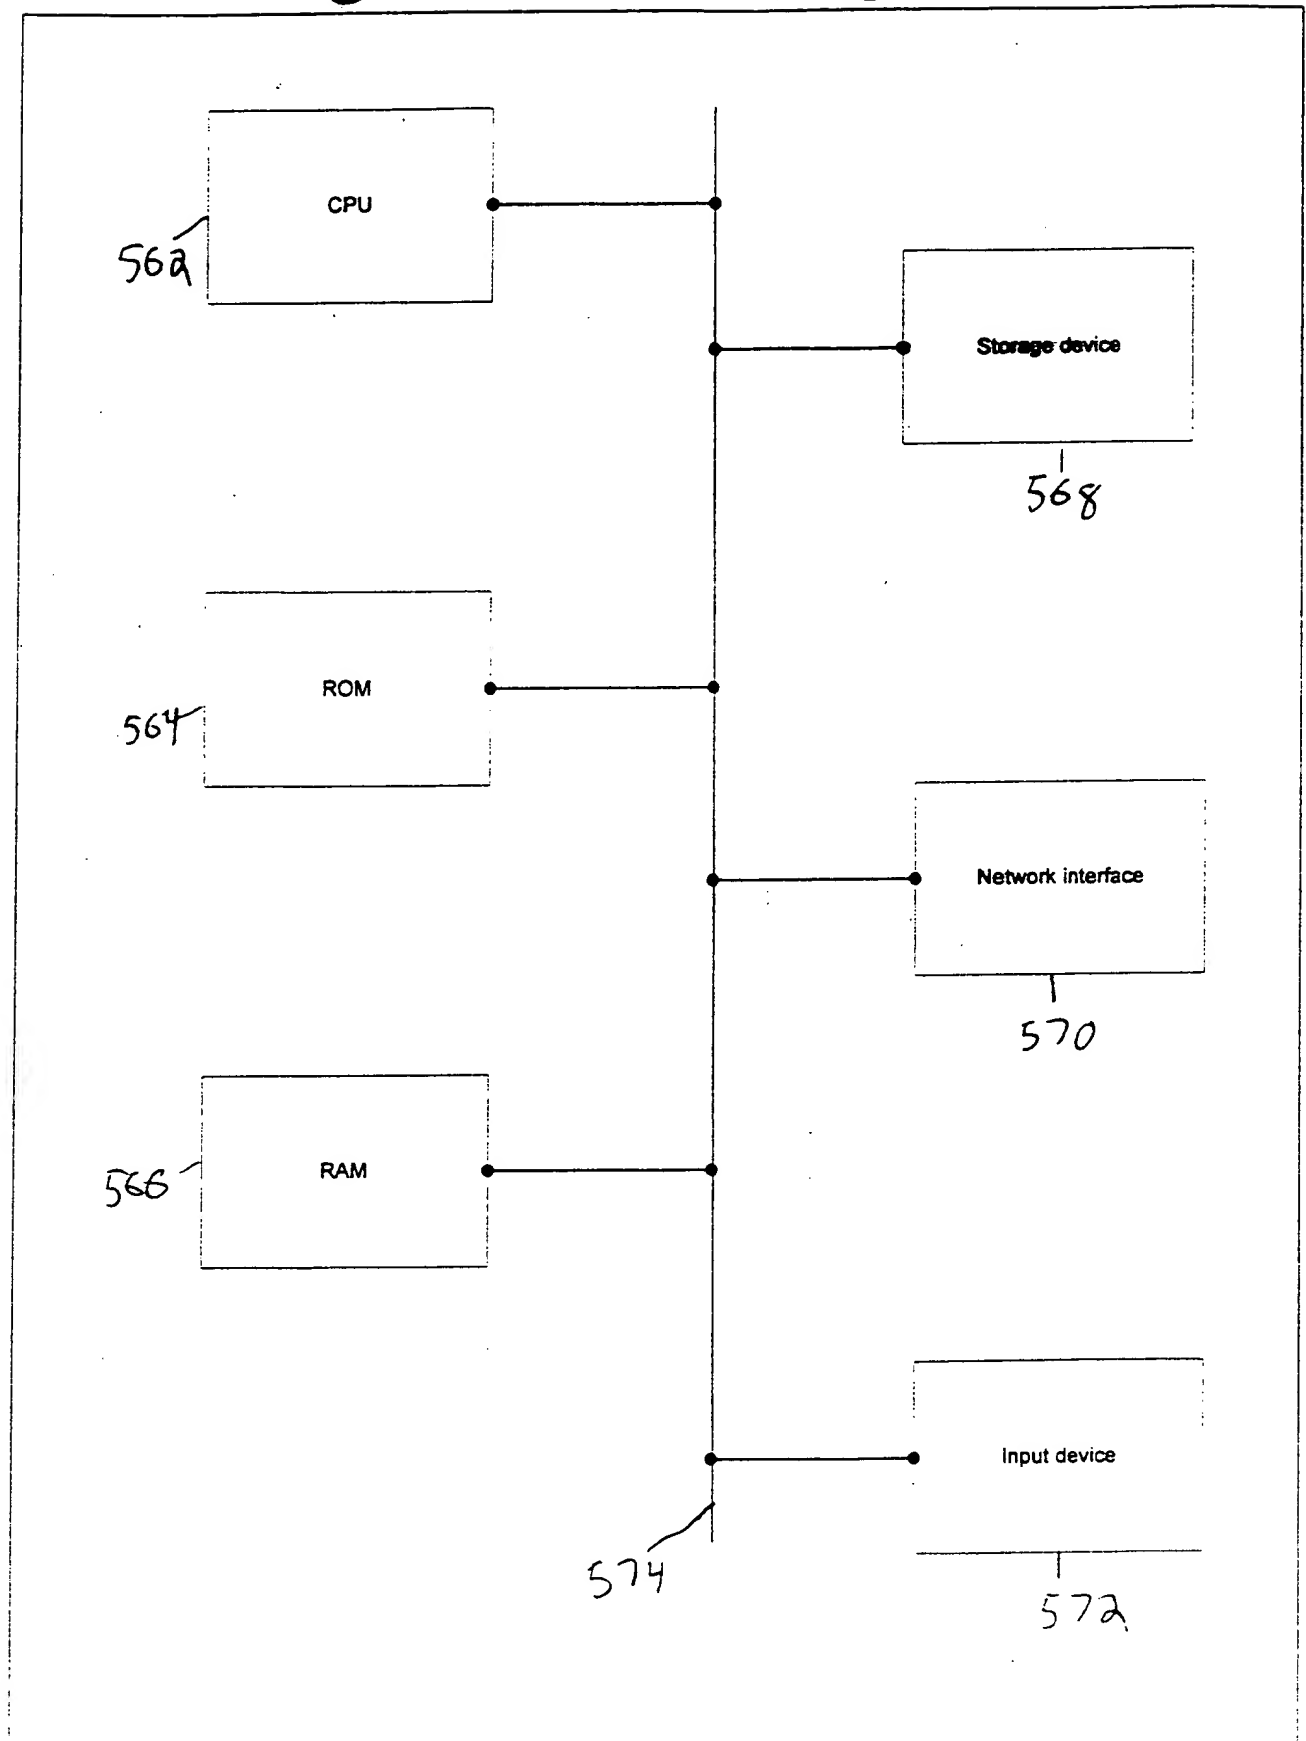 CPU
562
Storage device
568
ROM
564
Network interface
570
RAM
566
Input device
574
572